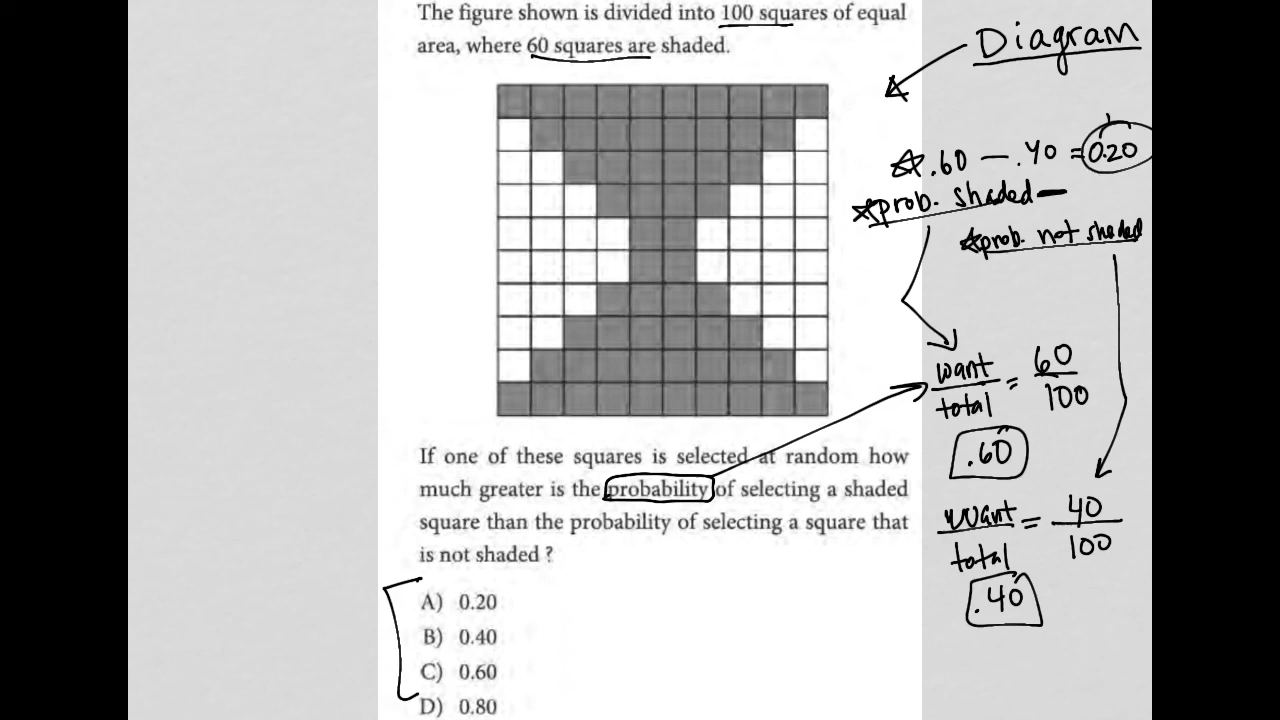 The figure shown is divided into 100 squares of equal
area, where 60 squares are shaded.
Diagram
.60 — .40 = 0.20
prob. shaded —
prob. not shaded
want/total = 60/100
.60
If one of these squares is selected at random how
much greater is the probability of selecting a shaded
square than the probability of selecting a square that
is not shaded ?
want/total = 40/100
.40
A) 0.20
B) 0.40
C) 0.60
D) 0.80